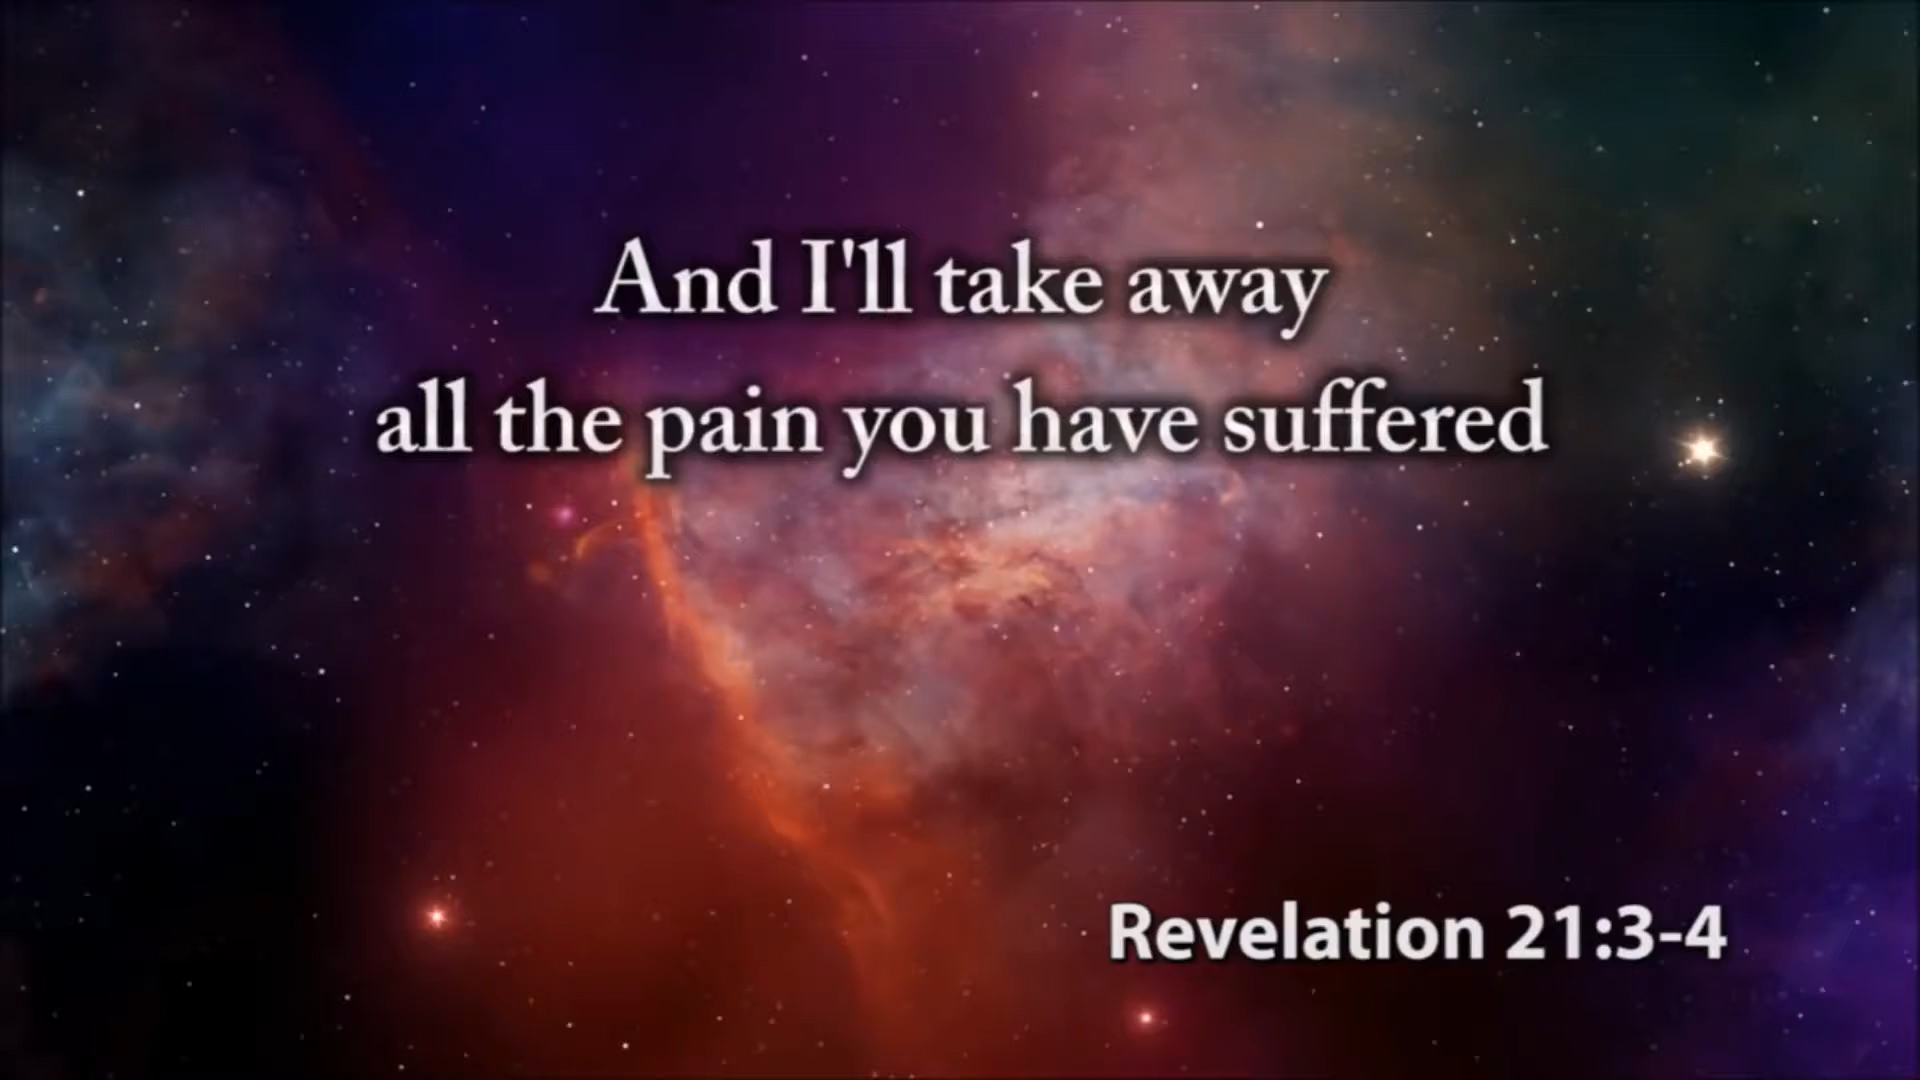 And I'll take away
all the pain you have suffered
Revelation 21:3-4